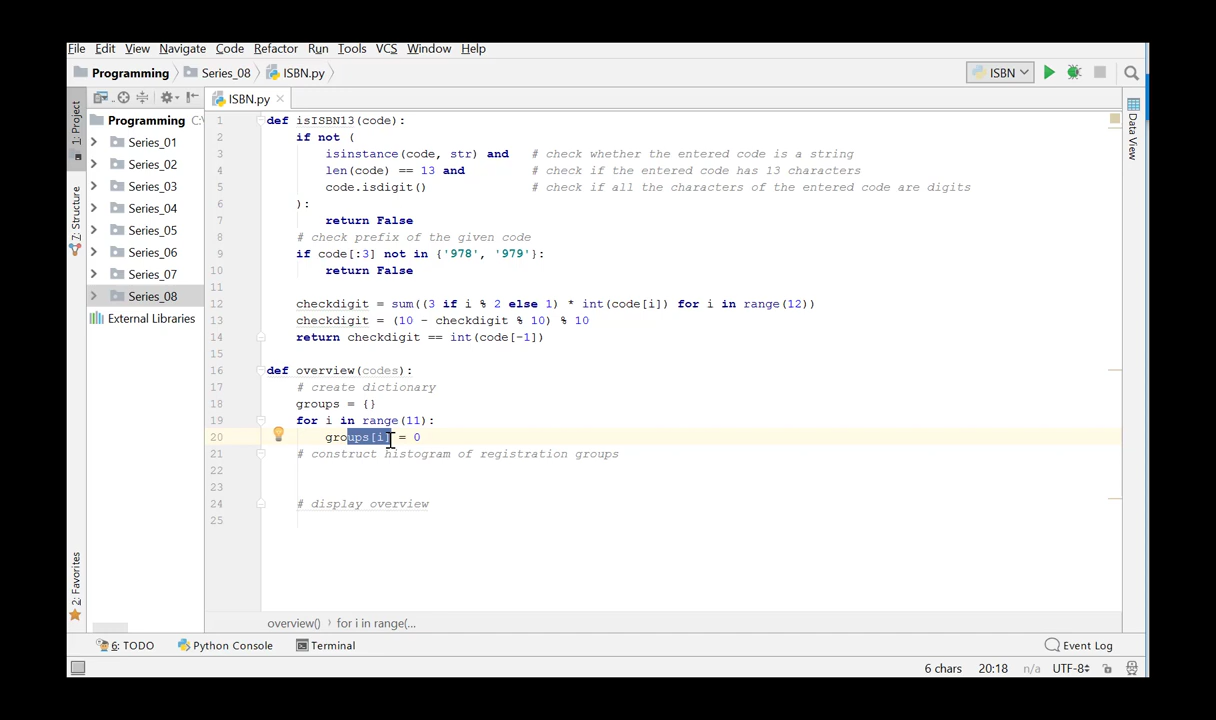 File Edit View Navigate Code Refactor Run Tools VCS Window Help
Programming Series_08 ISBN.py ISBN
ISBN.py
1: Project
7: Structure
2: Favorites
Data View
Programming C:\
Series_01
Series_02
Series_03
Series_04
Series_05
Series_06
Series_07
Series_08
External Libraries
1 def isISBN13(code):
2 if not (
3 isinstance(code, str) and # check whether the entered code is a string
4 len(code) == 13 and # check if the entered code has 13 characters
5 code.isdigit() # check if all the characters of the entered code are digits
6 ):
7 return False
8 # check prefix of the given code
9 if code[:3] not in {'978', '979'}:
10 return False
11
12 checkdigit = sum((3 if i % 2 else 1) * int(code[i]) for i in range(12))
13 checkdigit = (10 - checkdigit % 10) % 10
14 return checkdigit == int(code[-1])
15
16 def overview(codes):
17 # create dictionary
18 groups = {}
19 for i in range(11):
20 groups[i] = 0
21 # construct histogram of registration groups
22
23
24 # display overview
25
overview() for i in range(...
6: TODO Python Console Terminal Event Log
6 chars 20:18 n/a UTF-8